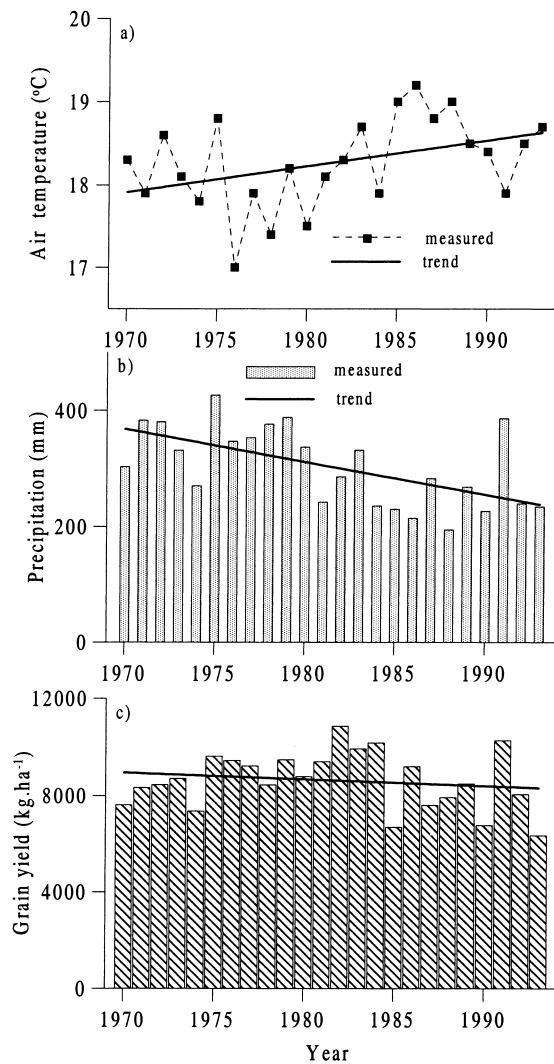 a)
20
19
18
17
Air temperature (ºC)
measured
trend
1970 1975 1980 1985 1990
b)
measured
trend
400
200
0
Precipitation (mm)
1970 1975 1980 1985 1990
c)
12000
8000
4000
0
Grain yield (kg.ha⁻¹)
1970 1975 1980 1985 1990
Year